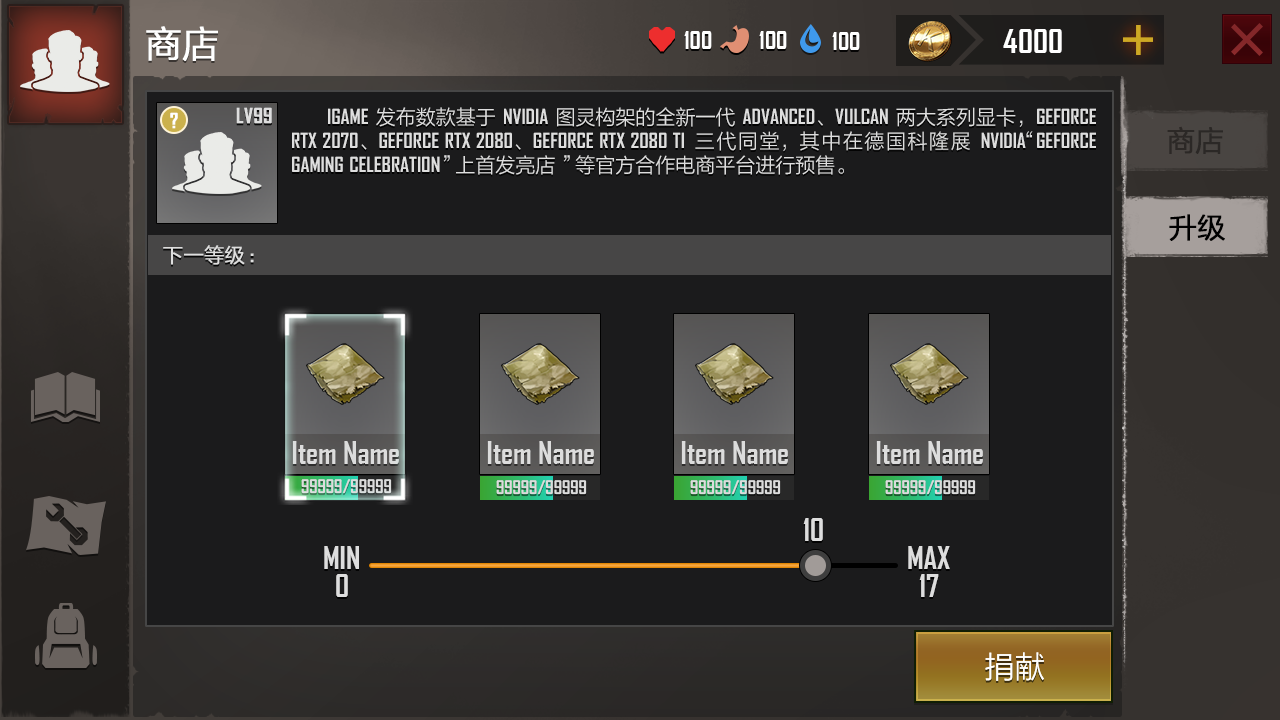 商店
100
100
100
4000
?
LV99
IGAME 发布数款基于 NVIDIA 图灵构架的全新一代 ADVANCED、VULCAN 两大系列显卡，GEFORCE
RTX 2070、GEFORCE RTX 2080、GEFORCE RTX 2080 TI 三代同堂，其中在德国科隆展 NVIDIA“GEFORCE
GAMING CELEBRATION”上首发亮店 ”等官方合作电商平台进行预售。
商店
升级
下一等级：
Item Name
99999/99999
Item Name
99999/99999
Item Name
99999/99999
Item Name
99999/99999
10
MIN
0
MAX
17
捐献